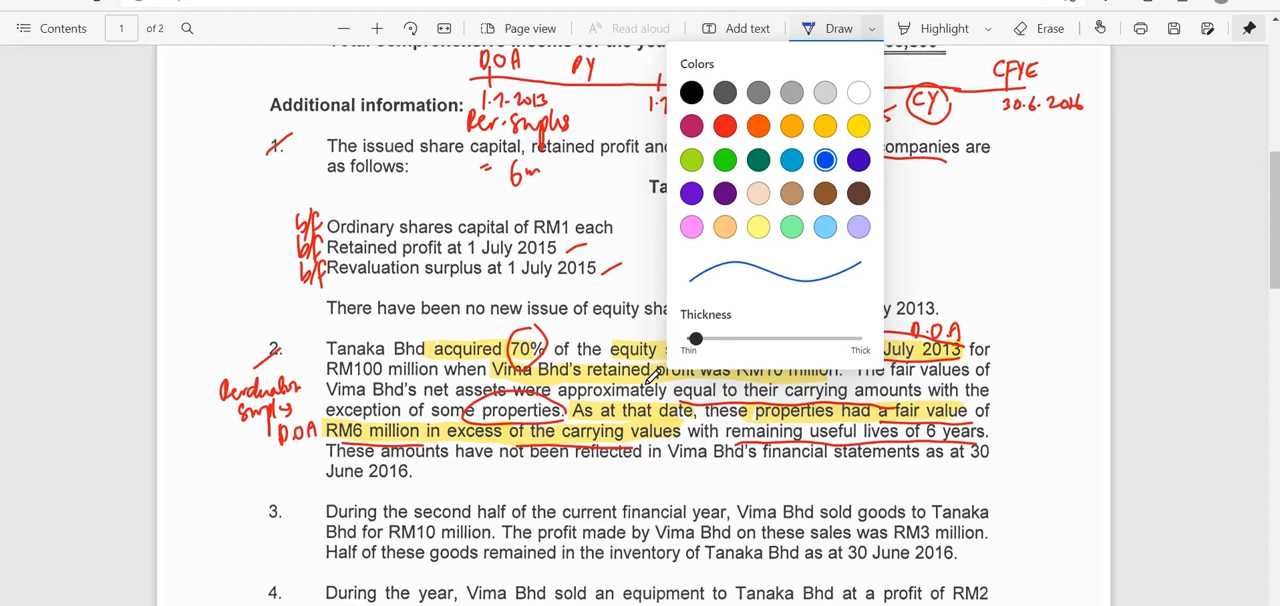 Contents 1 of 2 Page view Read aloud Add text Draw Highlight Erase
Total comprehensive income for the year
D.O.A PY CFYE
Additional information: 1.7.2013 CY 30.6.2016
Rev. Surplus
1. The issued share capital, retained profit and companies are
as follows: = 6m
Ta
b/f Ordinary shares capital of RM1 each
b/f Retained profit at 1 July 2015
b/f Revaluation surplus at 1 July 2015
There have been no new issue of equity sha y 2013.
D.O.A
2. Tanaka Bhd acquired 70% of the equity s July 2013 for
RM100 million when Vima Bhd's retained profit was RM10 million. The fair values of
Vima Bhd's net assets were approximately equal to their carrying amounts with the
exception of some properties. As at that date, these properties had a fair value of
RM6 million in excess of the carrying values with remaining useful lives of 6 years.
These amounts have not been reflected in Vima Bhd's financial statements as at 30
June 2016.
Revaluation
Surplus
D.O.A
3. During the second half of the current financial year, Vima Bhd sold goods to Tanaka
Bhd for RM10 million. The profit made by Vima Bhd on these sales was RM3 million.
Half of these goods remained in the inventory of Tanaka Bhd as at 30 June 2016.
4. During the year, Vima Bhd sold an equipment to Tanaka Bhd at a profit of RM2
Colors
Thickness
Thin Thick